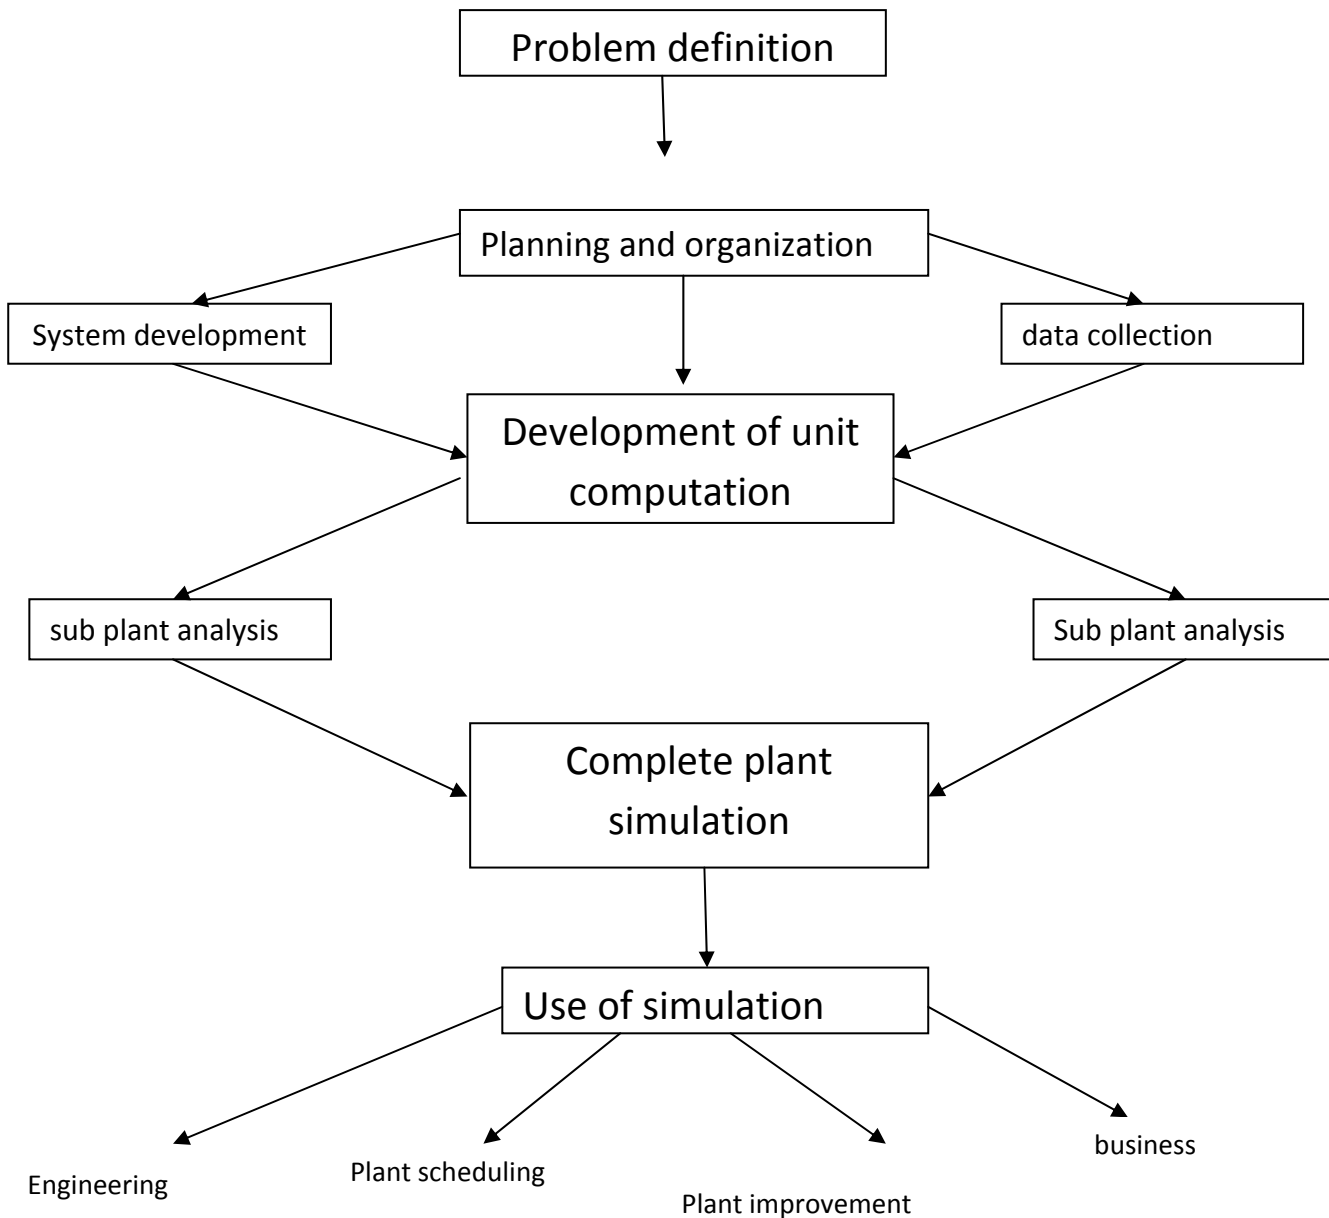 Problem definition
Planning and organization
System development
data collection
Development of unit
computation
sub plant analysis
Sub plant analysis
Complete plant
simulation
Use of simulation
Engineering
Plant scheduling
Plant improvement
business